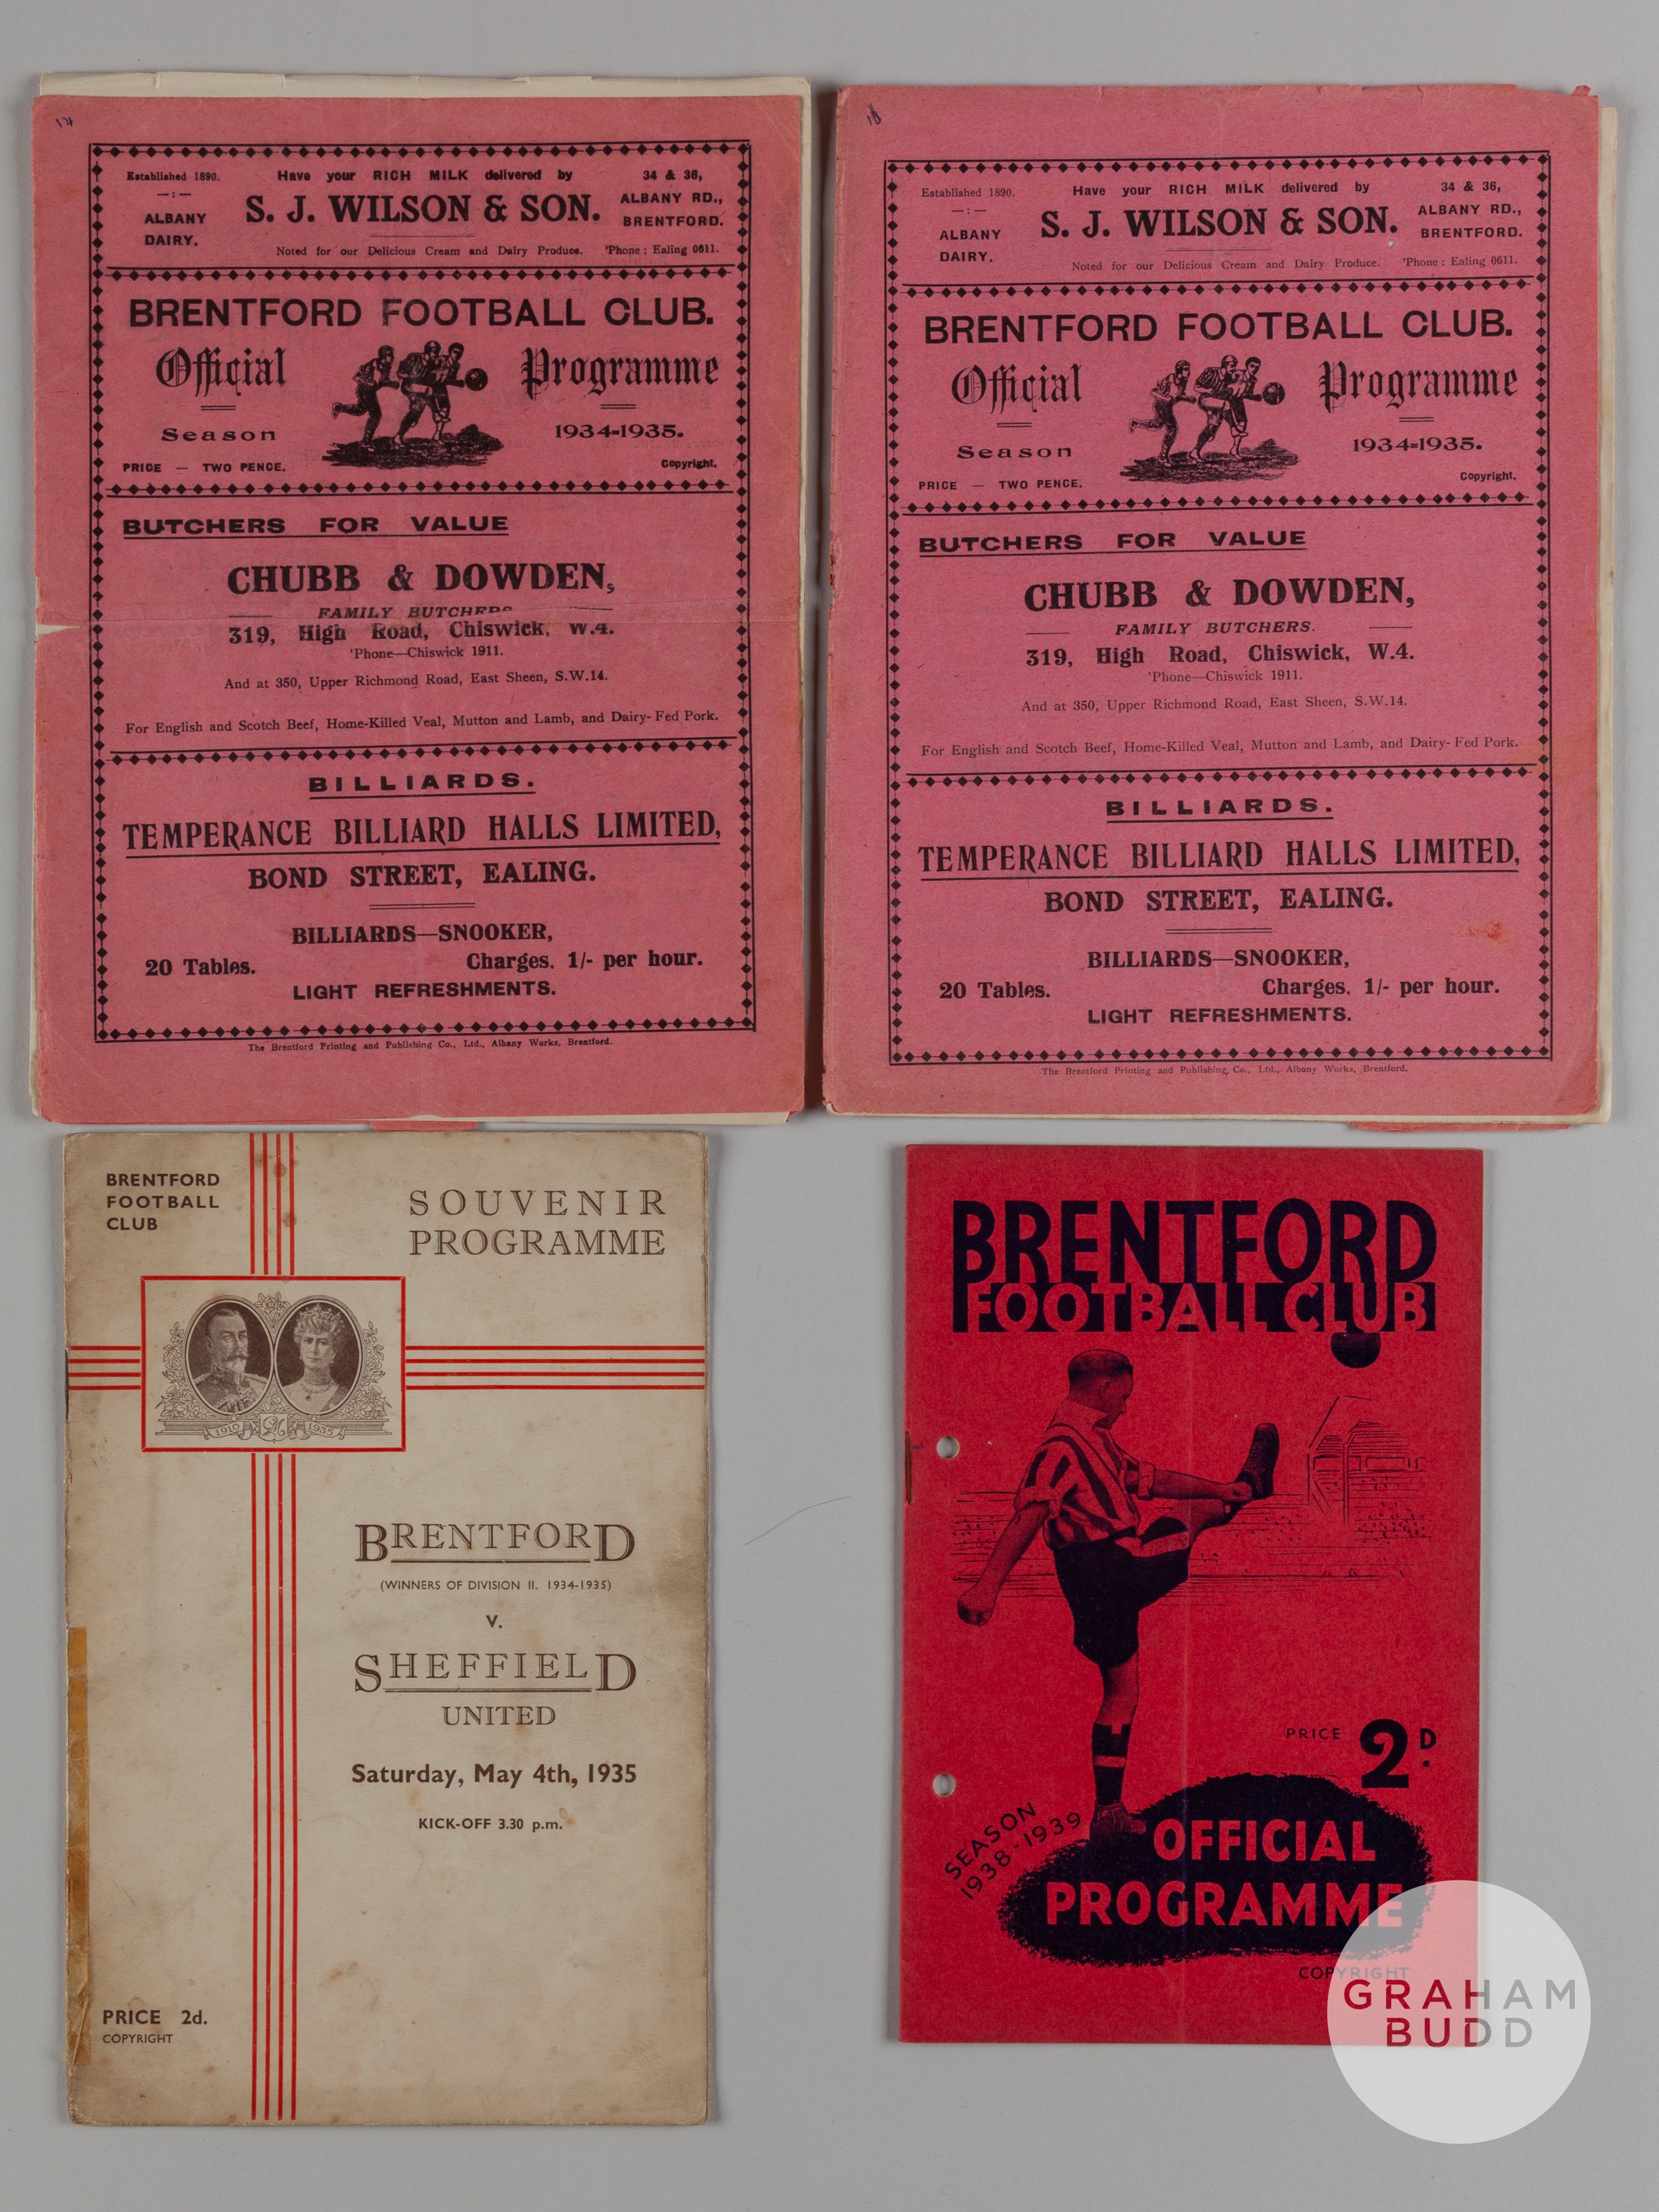 Established 1890.
—:—
ALBANY
DAIRY.
Have your RICH MILK delivered by
S. J. WILSON & SON.
Noted for our Delicious Cream and Dairy Produce. 'Phone: Ealing 0611.
34 & 36,
ALBANY RD.,
BRENTFORD.
BRENTFORD FOOTBALL CLUB.
Official Programme
Season 1934-1935.
PRICE — TWO PENCE. Copyright.
BUTCHERS FOR VALUE
CHUBB & DOWDEN,
FAMILY BUTCHERS
319, High Road, Chiswick, W.4.
'Phone—Chiswick 1911.
And at 350, Upper Richmond Road, East Sheen, S.W.14.
For English and Scotch Beef, Home-Killed Veal, Mutton and Lamb, and Dairy-Fed Pork.
BILLIARDS.
TEMPERANCE BILLIARD HALLS LIMITED,
BOND STREET, EALING.
BILLIARDS—SNOOKER,
20 Tables. Charges. 1/- per hour.
LIGHT REFRESHMENTS.
The Brentford Printing and Publishing Co., Ltd., Albany Works, Brentford.
Established 1890.
—:—
ALBANY
DAIRY.
Have your RICH MILK delivered by
S. J. WILSON & SON.
Noted for our Delicious Cream and Dairy Produce. 'Phone: Ealing 0611.
34 & 36,
ALBANY RD.,
BRENTFORD.
BRENTFORD FOOTBALL CLUB.
Official Programme
Season 1934-1935.
PRICE — TWO PENCE. Copyright.
BUTCHERS FOR VALUE
CHUBB & DOWDEN,
FAMILY BUTCHERS.
319, High Road, Chiswick, W.4.
'Phone—Chiswick 1911.
And at 350, Upper Richmond Road, East Sheen, S.W.14.
For English and Scotch Beef, Home-Killed Veal, Mutton and Lamb, and Dairy-Fed Pork.
BILLIARDS.
TEMPERANCE BILLIARD HALLS LIMITED,
BOND STREET, EALING.
BILLIARDS—SNOOKER,
20 Tables. Charges. 1/- per hour.
LIGHT REFRESHMENTS.
The Brentford Printing and Publishing Co., Ltd., Albany Works, Brentford.
BRENTFORD
FOOTBALL
CLUB
SOUVENIR
PROGRAMME
1910 1935
BRENTFORD
(WINNERS OF DIVISION II. 1934-1935)
V.
SHEFFIELD
UNITED
Saturday, May 4th, 1935
KICK-OFF 3.30 p.m.
PRICE 2d.
COPYRIGHT
BRENTFORD
FOOTBALL CLUB
PRICE 2D.
SEASON
1938-1939
OFFICIAL
PROGRAMME
COPYRIGHT
GRAHAM
BUDD